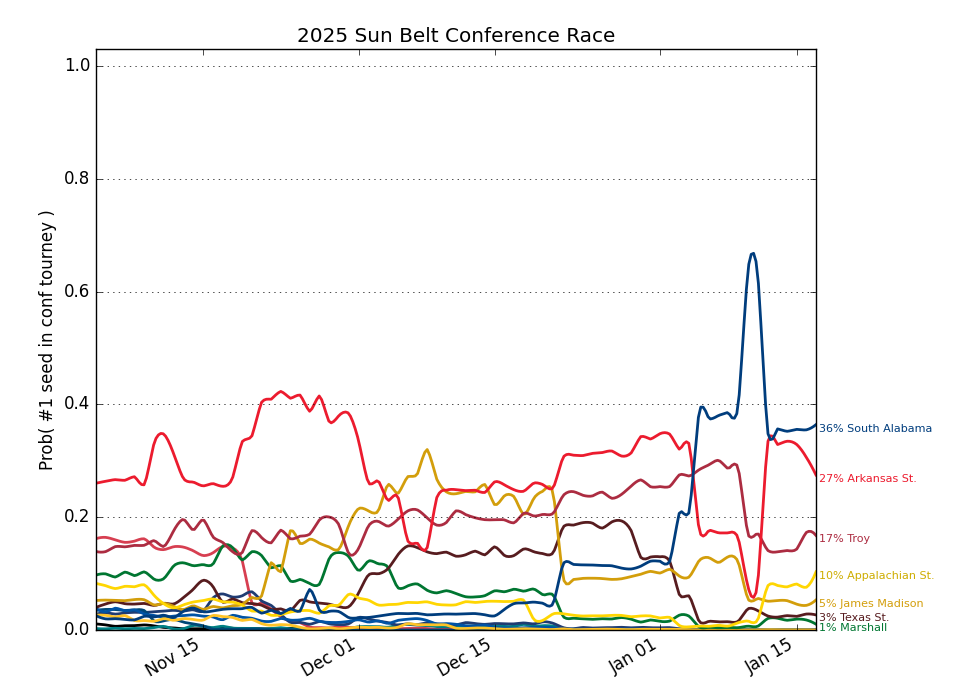 2025 Sun Belt Conference Race
Prob( #1 seed in conf tourney )
1.0
0.8
0.6
0.4
0.2
0.0
Nov 15
Dec 01
Dec 15
Jan 01
Jan 15
36% South Alabama
27% Arkansas St.
17% Troy
10% Appalachian St.
5% James Madison
3% Texas St.
1% Marshall